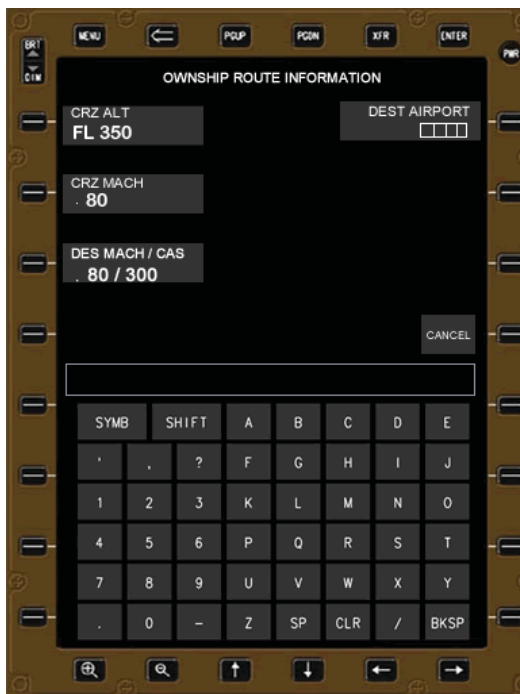 MENU PGUP PGDN XFR ENTER
BRT
DIM
PWR
OWNSHIP ROUTE INFORMATION
CRZ ALT
FL 350
DEST AIRPORT
CRZ MACH
. 80
DES MACH / CAS
. 80 / 300
CANCEL
SYMB SHIFT A B C D E
' , ? F G H I J
1 2 3 K L M N O
4 5 6 P Q R S T
7 8 9 U V W X Y
. 0 - Z SP CLR / BKSP